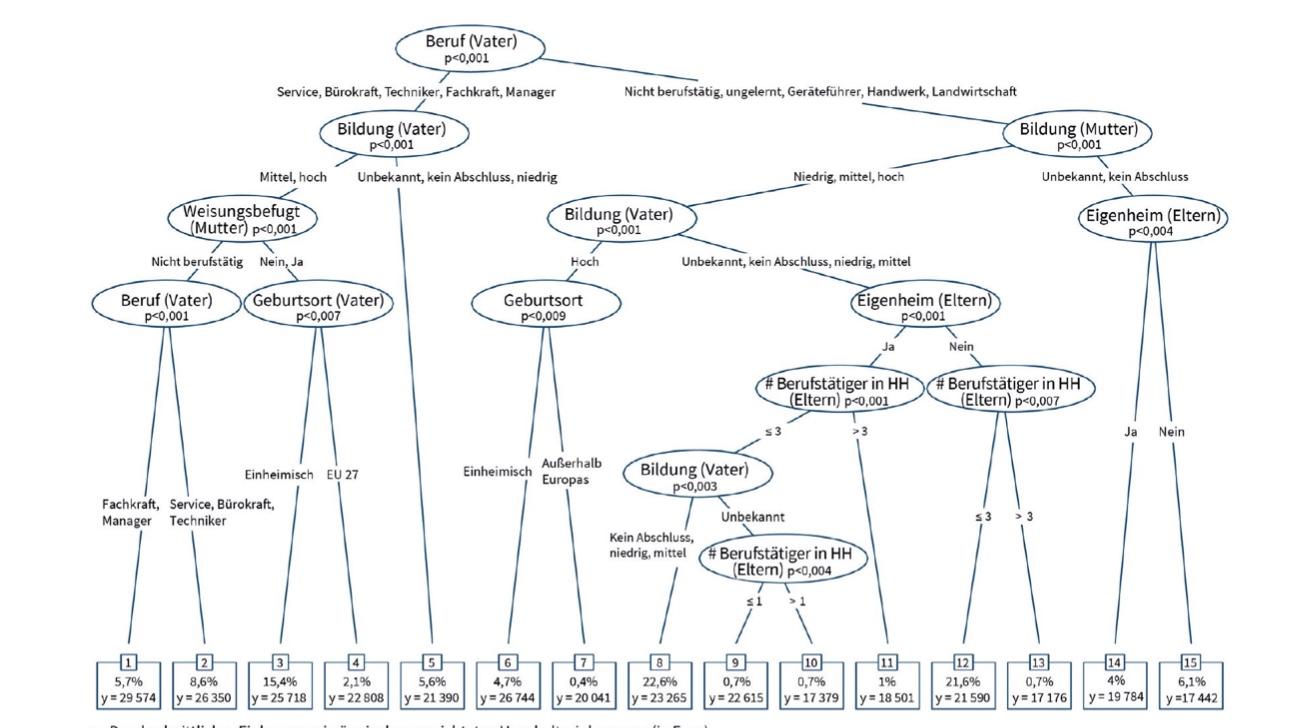 Beruf (Vater)
p<0,001
Service, Bürokraft, Techniker, Fachkraft, Manager
Nicht berufstätig, ungelernt, Geräteführer, Handwerk, Landwirtschaft
Bildung (Vater)
p<0,001
Bildung (Mutter)
p<0,001
Mittel, hoch
Unbekannt, kein Abschluss, niedrig
Niedrig, mittel, hoch
Unbekannt, kein Abschluss
Weisungsbefugt
(Mutter) p<0,001
Bildung (Vater)
p<0,001
Eigenheim (Eltern)
p<0,004
Nicht berufstätig
Nein, Ja
Hoch
Unbekannt, kein Abschluss, niedrig, mittel
Beruf (Vater)
p<0,001
Geburtsort (Vater)
p<0,007
Geburtsort
p<0,009
Eigenheim (Eltern)
p<0,001
Ja
Nein
# Berufstätiger in HH
(Eltern) p<0,001
# Berufstätiger in HH
(Eltern) p<0,007
≤3
>3
Ja
Nein
Einheimisch
EU 27
Einheimisch
Außerhalb
Europas
Bildung (Vater)
p<0,003
Fachkraft,
Manager
Service, Bürokraft,
Techniker
Unbekannt
≤3
> 3
Kein Abschluss,
niedrig, mittel
# Berufstätiger in HH
(Eltern) p<0,004
≤1
> 1
1
5,7%
y = 29 574
2
8,6%
y = 26 350
3
15,4%
y = 25 718
4
2,1%
y = 22 808
5
5,6%
y = 21 390
6
4,7%
y = 26 744
7
0,4%
y = 20 041
8
22,6%
y = 23 265
9
0,7%
y = 22 615
10
0,7%
y = 17 379
11
1%
y = 18 501
12
21,6%
y = 21 590
13
0,7%
y = 17 176
14
4%
y = 19 784
15
6,1%
y =17 442